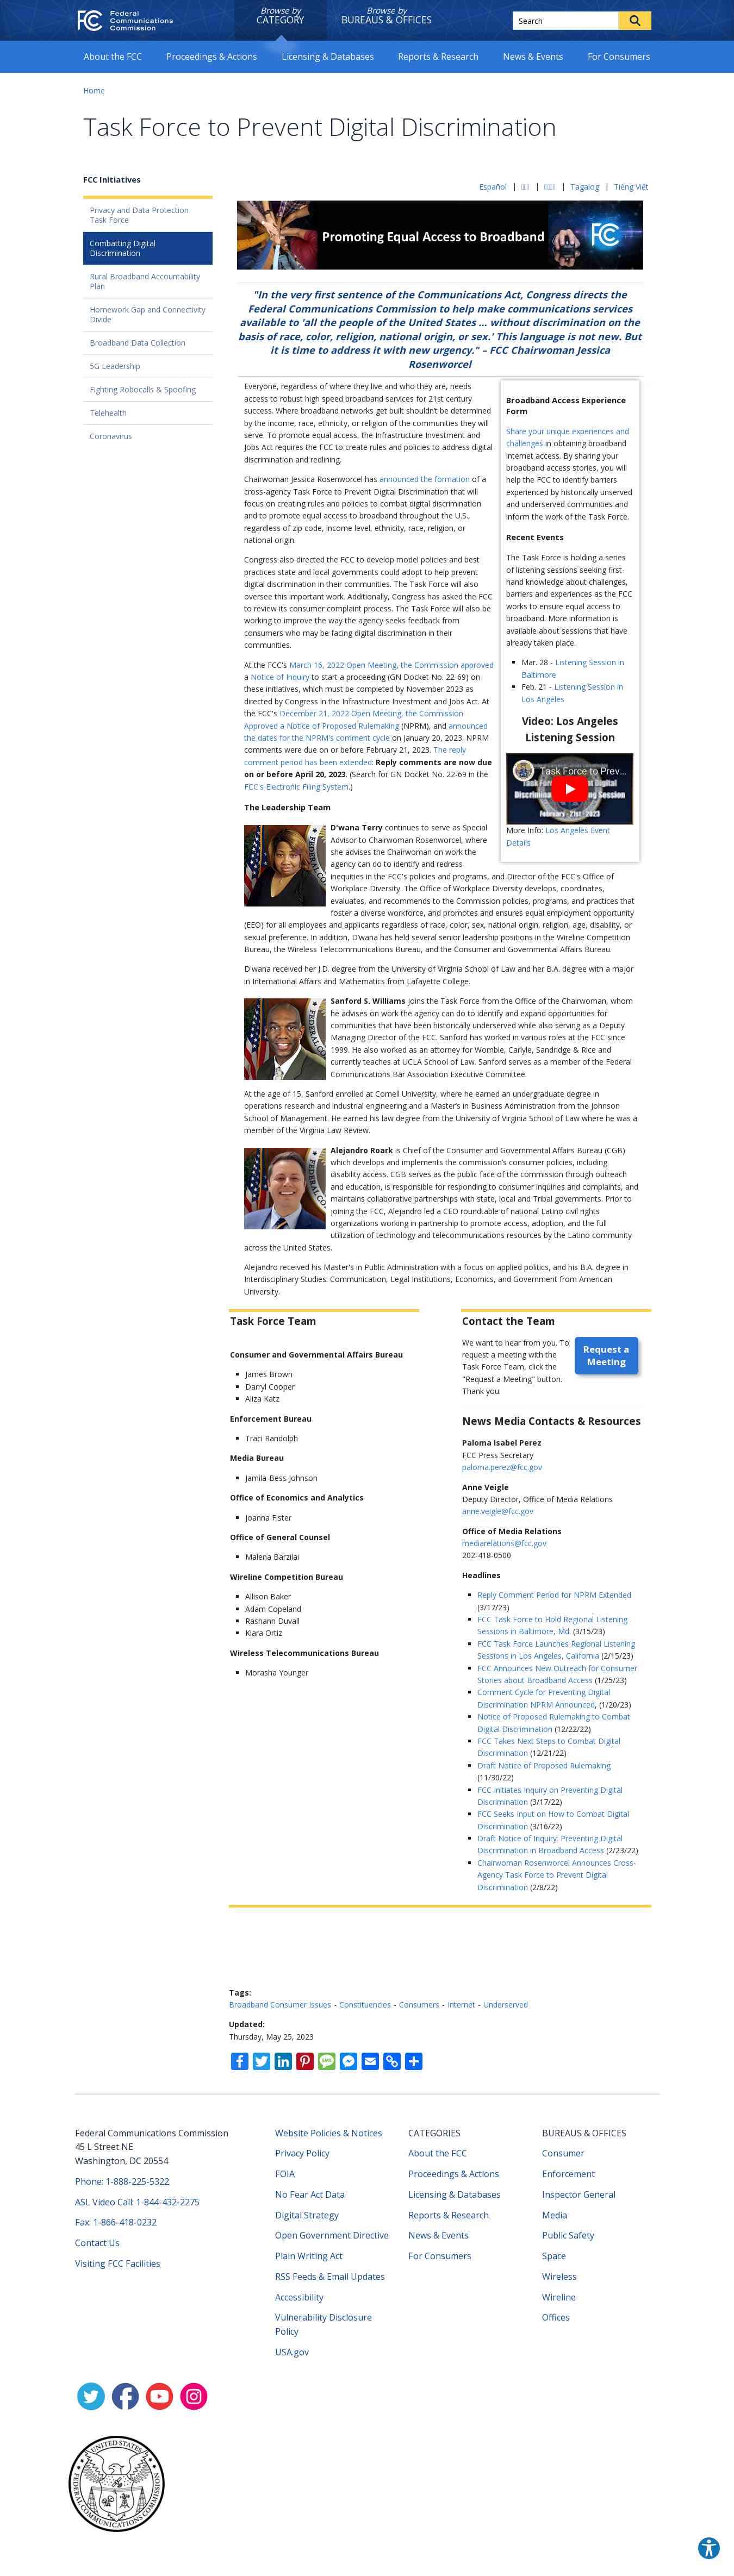 FC Federal
Communications
Commission
Browse by
CATEGORY
Browse by
BUREAUS & OFFICES
Search
About the FCC
Proceedings & Actions
Licensing & Databases
Reports & Research
News & Events
For Consumers
Home
Task Force to Prevent Digital Discrimination
FCC Initiatives
Privacy and Data Protection
Task Force
Combatting Digital
Discrimination
Rural Broadband Accountability
Plan
Homework Gap and Connectivity
Divide
Broadband Data Collection
5G Leadership
Fighting Robocalls & Spoofing
Telehealth
Coronavirus
Español | | | Tagalog | Tiếng Việt
Promoting Equal Access to Broadband
FC
"In the very first sentence of the Communications Act, Congress directs the
Federal Communications Commission to help make communications service
available to 'all the people of the United States … without discrimination on the
basis of race, color, religion, national origin, or sex.' This language is not new. But
it is time to address it with new urgency." – FCC Chairwoman Jessica
Rosenworcel
Everyone, regardless of where they live and who they are, needs
access to robust high speed broadband services for 21st century
success. Where broadband networks get built shouldn't be determined
by the income, race, ethnicity, or religion of the communities they will
serve. To promote equal access, the Infrastructure Investment and
Jobs Act requires the FCC to create rules and policies to address digital
discrimination and redlining.
Chairwoman Jessica Rosenworcel has announced the formation of a
cross-agency Task Force to Prevent Digital Discrimination that will
focus on creating rules and policies to combat digital discrimination
and to promote equal access to broadband throughout the U.S.,
regardless of zip code, income level, ethnicity, race, religion, or
national origin.
Congress also directed the FCC to develop model policies and best
practices state and local governments could adopt to help prevent
digital discrimination in their communities. The Task Force will also
oversee this important work. Additionally, Congress has asked the FCC
to review its consumer complaint process. The Task Force will also be
working to improve the way the agency seeks feedback from
consumers who may be facing digital discrimination in their
communities.
At the FCC's March 16, 2022 Open Meeting, the Commission approved
a Notice of Inquiry to start a proceeding (GN Docket No. 22-69) on
these initiatives, which must be completed by November 2023 as
directed by Congress in the Infrastructure Investment and Jobs Act. At
the FCC's December 21, 2022 Open Meeting, the Commission
Approved a Notice of Proposed Rulemaking (NPRM), and announced
the dates for the NPRM's comment cycle on January 20, 2023. NPRM
comments were due on or before February 21, 2023. The reply
comment period has been extended: Reply comments are now due
on or before April 20, 2023. (Search for GN Docket No. 22-69 in the
FCC's Electronic Filing System.)
Broadband Access Experience
Form
Share your unique experiences and
challenges in obtaining broadband
internet access. By sharing your
broadband access stories, you will
help the FCC to identify barriers
experienced by historically unserved
and underserved communities and
inform the work of the Task Force.
Recent Events
The Task Force is holding a series
of listening sessions seeking first-
hand knowledge about challenges,
barriers and experiences as the FCC
works to ensure equal access to
broadband. More information is
available about sessions that have
already taken place.
Mar. 28 - Listening Session in
Baltimore
Feb. 21 - Listening Session in
Los Angeles
Video: Los Angeles
Listening Session
Task Force to Prev...
More Info: Los Angeles Event
Details
The Leadership Team
D'wana Terry continues to serve as Special
Advisor to Chairwoman Rosenworcel, where
she advises the Chairwoman on work the
agency can do to identify and redress
inequities in the FCC's policies and programs, and Director of the FCC's Office of
Workplace Diversity. The Office of Workplace Diversity develops, coordinates,
evaluates, and recommends to the Commission policies, programs, and practices that
foster a diverse workforce, and promotes and ensures equal employment opportunity
(EEO) for all employees and applicants regardless of race, color, sex, national origin, religion, age, disability, or
sexual preference. In addition, D'wana has held several senior leadership positions in the Wireline Competition
Bureau, the Wireless Telecommunications Bureau, and the Consumer and Governmental Affairs Bureau.
D'wana received her J.D. degree from the University of Virginia School of Law and her B.A. degree with a major
in International Affairs and Mathematics from Lafayette College.
Sanford S. Williams joins the Task Force from the Office of the Chairwoman, whom
he advises on work the agency can do to identify and expand opportunities for
communities that have been historically underserved while also serving as a Deputy
Managing Director of the FCC. Sanford has worked in various roles at the FCC since
1999. He also worked as an attorney for Womble, Carlyle, Sandridge & Rice and
currently teaches at UCLA School of Law. Sanford serves as a member of the Federal
Communications Bar Association Executive Committee.
At the age of 15, Sanford enrolled at Cornell University, where he earned an undergraduate degree in
operations research and industrial engineering and a Master's in Business Administration from the Johnson
School of Management. He earned his law degree from the University of Virginia School of Law where he was a
member of the Virginia Law Review.
Alejandro Roark is Chief of the Consumer and Governmental Affairs Bureau (CGB)
which develops and implements the commission's consumer policies, including
disability access. CGB serves as the public face of the commission through outreach
and education, is responsible for responding to consumer inquiries and complaints, and
maintains collaborative partnerships with state, local and Tribal governments. Prior to
joining the FCC, Alejandro led a CEO roundtable of national Latino civil rights
organizations working in partnership to promote access, adoption, and the full
utilization of technology and telecommunications resources by the Latino community
across the United States.
Alejandro received his Master's in Public Administration with a focus on applied politics, and his B.A. degree in
Interdisciplinary Studies: Communication, Legal Institutions, Economics, and Government from American
University.
Task Force Team
Consumer and Governmental Affairs Bureau
James Brown
Darryl Cooper
Aliza Katz
Enforcement Bureau
Traci Randolph
Media Bureau
Jamila-Bess Johnson
Office of Economics and Analytics
Joanna Fister
Office of General Counsel
Malena Barzilai
Wireline Competition Bureau
Allison Baker
Adam Copeland
Rashann Duvall
Kiara Ortiz
Wireless Telecommunications Bureau
Morasha Younger
Contact the Team
We want to hear from you. To
request a meeting with the
Task Force Team, click the
"Request a Meeting" button.
Thank you.
Request a
Meeting
News Media Contacts & Resources
Paloma Isabel Perez
FCC Press Secretary
paloma.perez@fcc.gov
Anne Veigle
Deputy Director, Office of Media Relations
anne.veigle@fcc.gov
Office of Media Relations
mediarelations@fcc.gov
202-418-0500
Headlines
Reply Comment Period for NPRM Extended
(3/17/23)
FCC Task Force to Hold Regional Listening
Sessions in Baltimore, Md. (3/15/23)
FCC Task Force Launches Regional Listening
Sessions in Los Angeles, California (2/15/23)
FCC Announces New Outreach for Consumer
Stories about Broadband Access (1/25/23)
Comment Cycle for Preventing Digital
Discrimination NPRM Announced, (1/20/23)
Notice of Proposed Rulemaking to Combat
Digital Discrimination (12/22/22)
FCC Takes Next Steps to Combat Digital
Discrimination (12/21/22)
Draft Notice of Proposed Rulemaking
(11/30/22)
FCC Initiates Inquiry on Preventing Digital
Discrimination (3/17/22)
FCC Seeks Input on How to Combat Digital
Discrimination (3/16/22)
Draft Notice of Inquiry: Preventing Digital
Discrimination in Broadband Access (2/23/22)
Chairwoman Rosenworcel Announces Cross-
Agency Task Force to Prevent Digital
Discrimination (2/8/22)
Tags:
Broadband Consumer Issues - Constituencies - Consumers - Internet - Underserved
Updated:
Thursday, May 25, 2023
Federal Communications Commission
45 L Street NE
Washington, DC 20554
Phone: 1-888-225-5322
ASL Video Call: 1-844-432-2275
Fax: 1-866-418-0232
Contact Us
Visiting FCC Facilities
Website Policies & Notices
Privacy Policy
FOIA
No Fear Act Data
Digital Strategy
Open Government Directive
Plain Writing Act
RSS Feeds & Email Updates
Accessibility
Vulnerability Disclosure
Policy
USA.gov
CATEGORIES
About the FCC
Proceedings & Actions
Licensing & Databases
Reports & Research
News & Events
For Consumers
BUREAUS & OFFICES
Consumer
Enforcement
Inspector General
Media
Public Safety
Space
Wireless
Wireline
Offices
FEDERAL COMMUNICATIONS COMMISSION